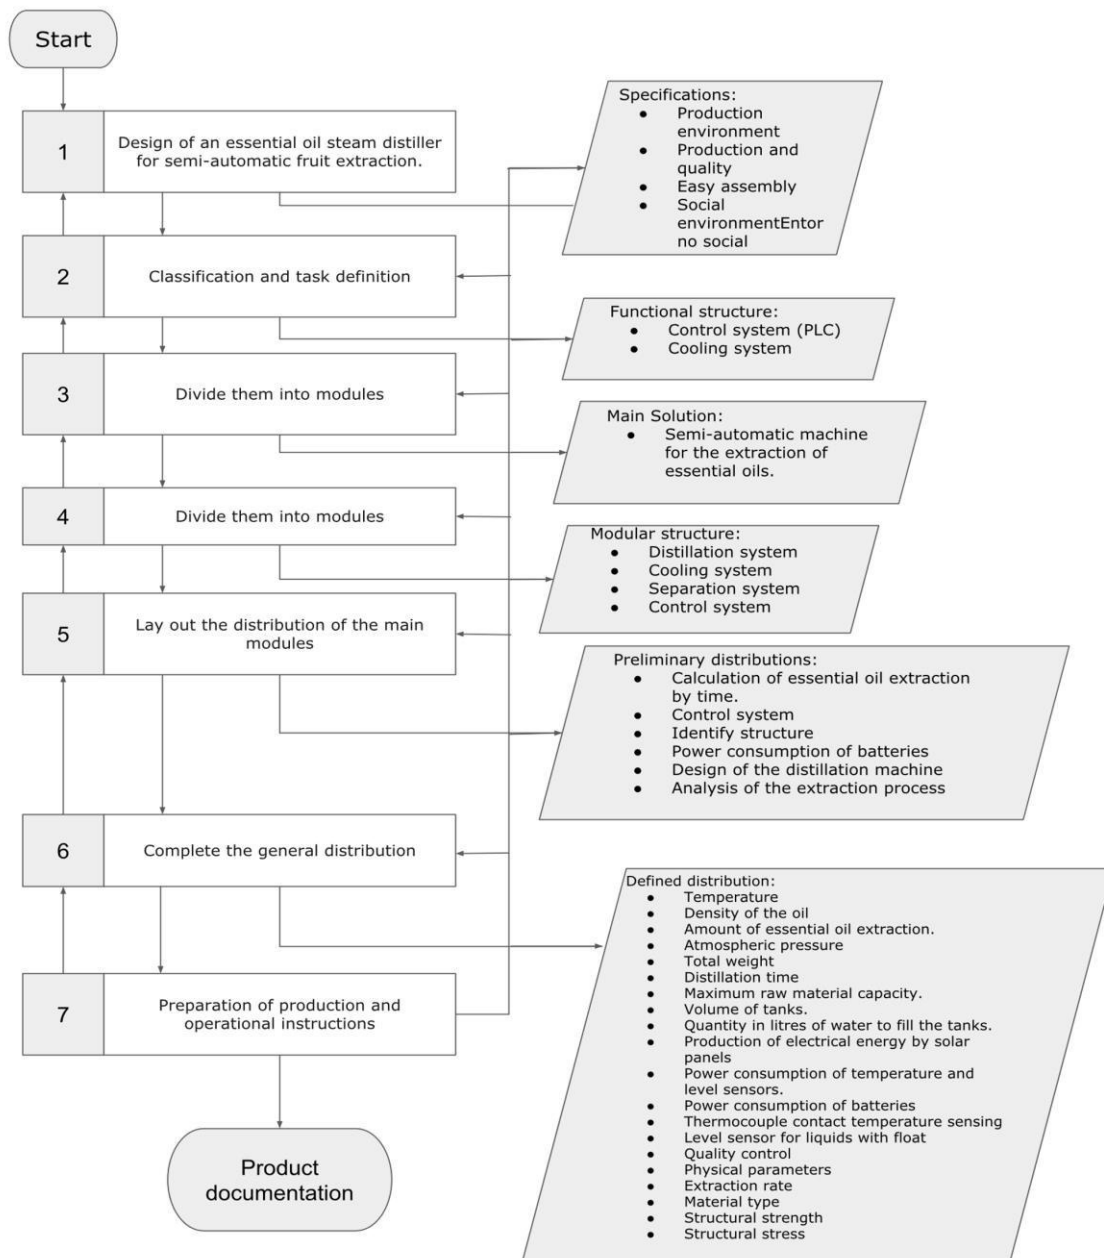 Start
1
Design of an essential oil steam distiller
for semi-automatic fruit extraction.
Specifications:
● Production
environment
● Production and
quality
● Easy assembly
● Social
environmentEntor
no social
2
Classification and task definition
Functional structure:
● Control system (PLC)
● Cooling system
3
Divide them into modules
Main Solution:
● Semi-automatic machine
for the extraction of
essential oils.
4
Divide them into modules
Modular structure:
● Distillation system
● Cooling system
● Separation system
● Control system
5
Lay out the distribution of the main
modules
Preliminary distributions:
● Calculation of essential oil extraction
by time.
● Control system
● Identify structure
● Power consumption of batteries
● Design of the distillation machine
● Analysis of the extraction process
6
Complete the general distribution
Defined distribution:
● Temperature
● Density of the oil
● Amount of essential oil extraction.
● Atmospheric pressure
● Total weight
● Distillation time
● Maximum raw material capacity.
● Volume of tanks.
● Quantity in litres of water to fill the tanks.
● Production of electrical energy by solar
panels
● Power consumption of temperature and
level sensors.
● Power consumption of batteries
● Thermocouple contact temperature sensing
● Level sensor for liquids with float
● Quality control
● Physical parameters
● Extraction rate
● Material type
● Structural strength
● Structural stress
7
Preparation of production and
operational instructions
Product
documentation